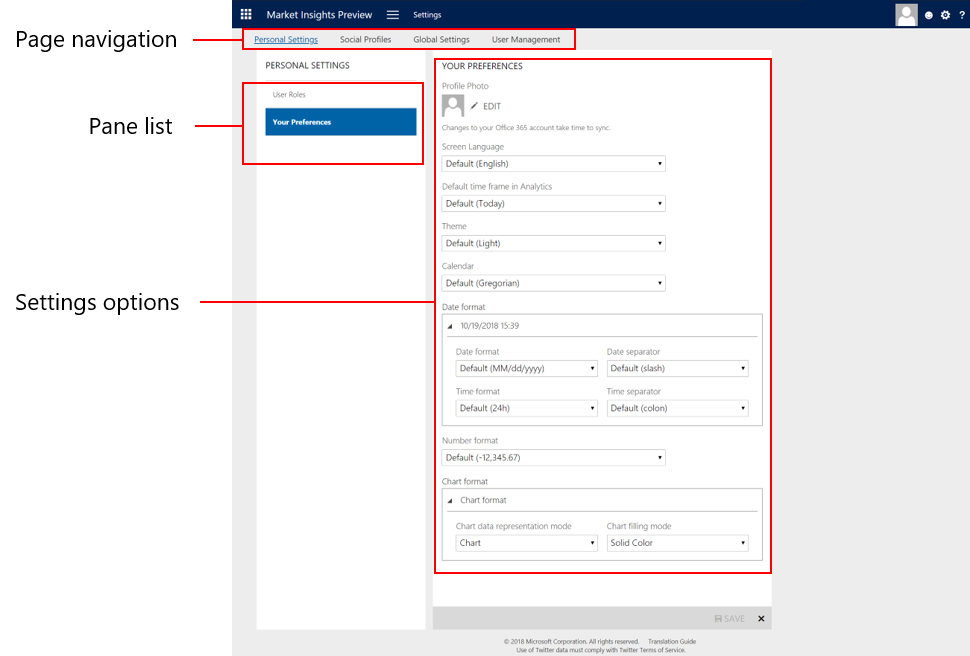 Market Insights Preview
Settings
?
Page navigation
Personal Settings
Social Profiles
Global Settings
User Management
PERSONAL SETTINGS
Pane list
User Roles
Your Preferences
Settings options
YOUR PREFERENCES
Profile Photo
EDIT
Changes to your Office 365 account take time to sync.
Screen Language
Default (English)
Default time frame in Analytics
Default (Today)
Theme
Default (Light)
Calendar
Default (Gregorian)
Date format
10/19/2018 15:39
Date format
Date separator
Default (MM/dd/yyyy)
Default (slash)
Time format
Time separator
Default (24h)
Default (colon)
Number format
Default (-12,345.67)
Chart format
Chart format
Chart data representation mode
Chart filling mode
Chart
Solid Color
SAVE
© 2018 Microsoft Corporation. All rights reserved.
Translation Guide
Use of Twitter data must comply with Twitter Terms of Service.